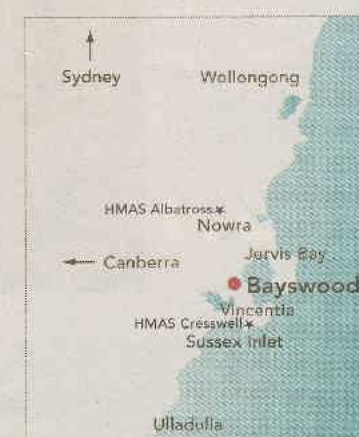 Sydney
Wollongong
HMAS Albatross
Nowra
Canberra
Jervis Bay
Bayswood
Vincentia
HMAS Cresswell
Sussex Inlet
Ulladulla